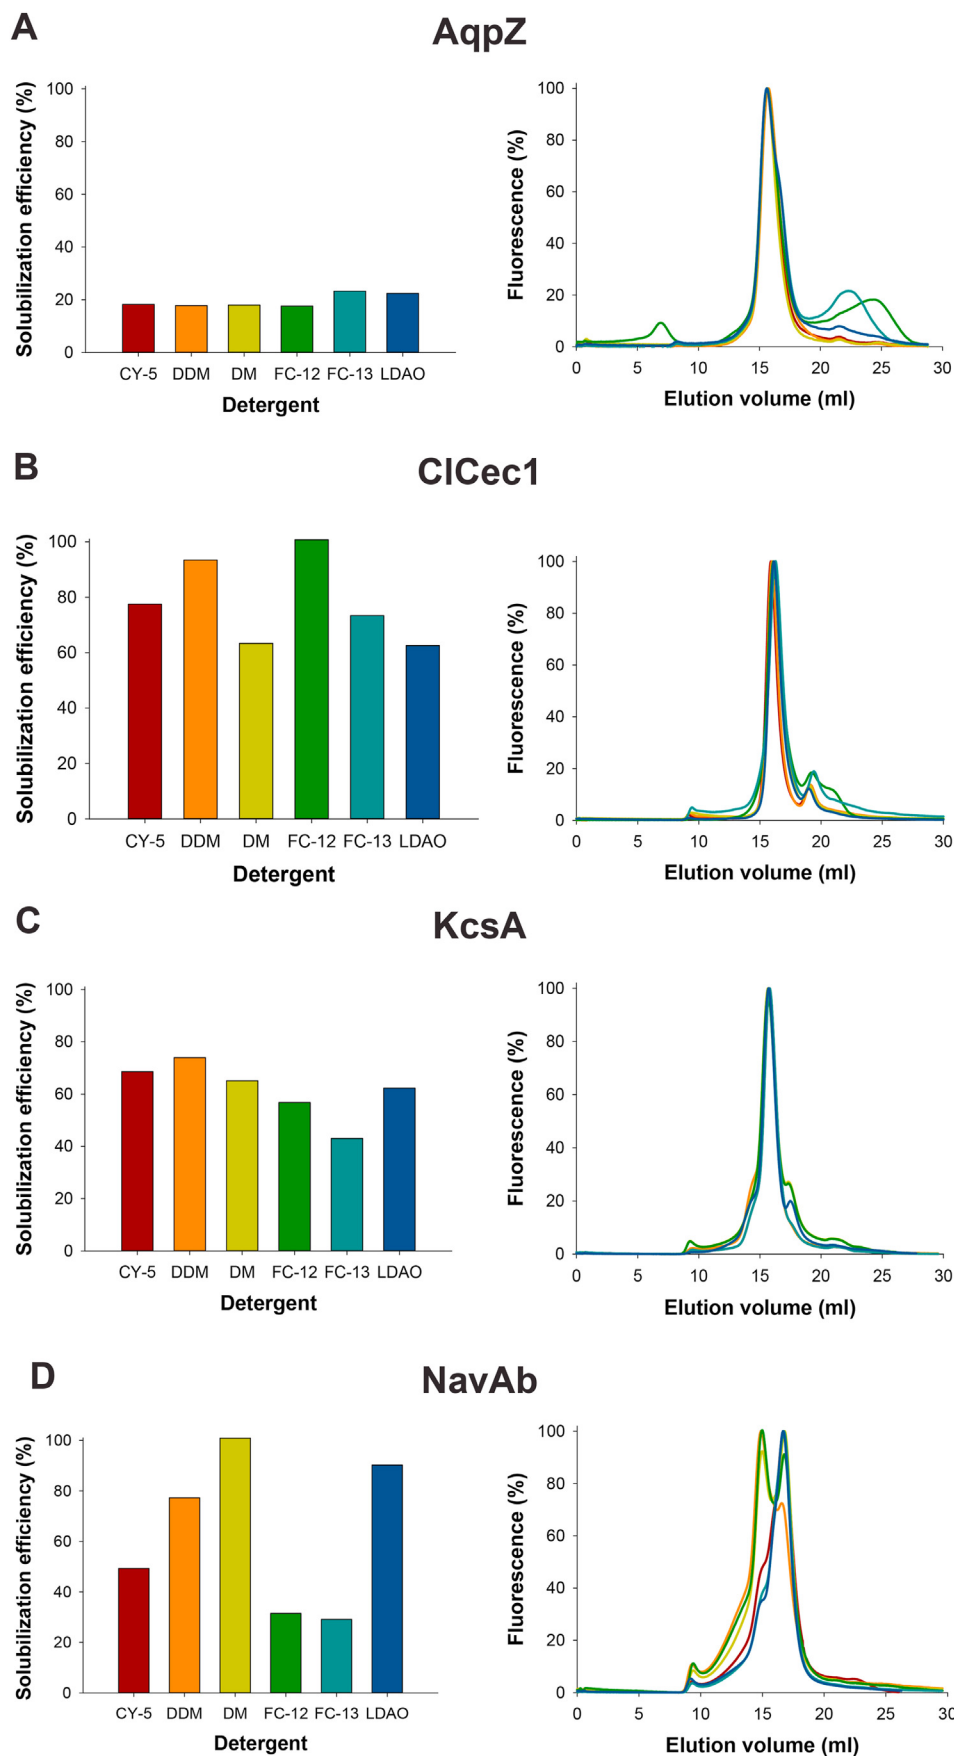 A
AqpZ
Solubilization efficiency (%)
100
80
60
40
20
0
CY-5 DDM DM FC-12 FC-13 LDAO
Detergent
Fluorescence (%)
100
80
60
40
20
0
0 5 10 15 20 25 30
Elution volume (ml)
B
ClCec1
Solubilization efficiency (%)
100
80
60
40
20
0
CY-5 DDM DM FC-12 FC-13 LDAO
Detergent
Fluorescence (%)
100
80
60
40
20
0
0 5 10 15 20 25 30
Elution volume (ml)
C
KcsA
Solubilization efficiency (%)
100
80
60
40
20
0
CY-5 DDM DM FC-12 FC-13 LDAO
Detergent
Fluorescence (%)
100
80
60
40
20
0
0 5 10 15 20 25 30
Elution volume (ml)
D
NavAb
Solubilization efficiency (%)
100
80
60
40
20
0
CY-5 DDM DM FC-12 FC-13 LDAO
Detergent
Fluorescence (%)
100
80
60
40
20
0
0 5 10 15 20 25 30
Elution volume (ml)